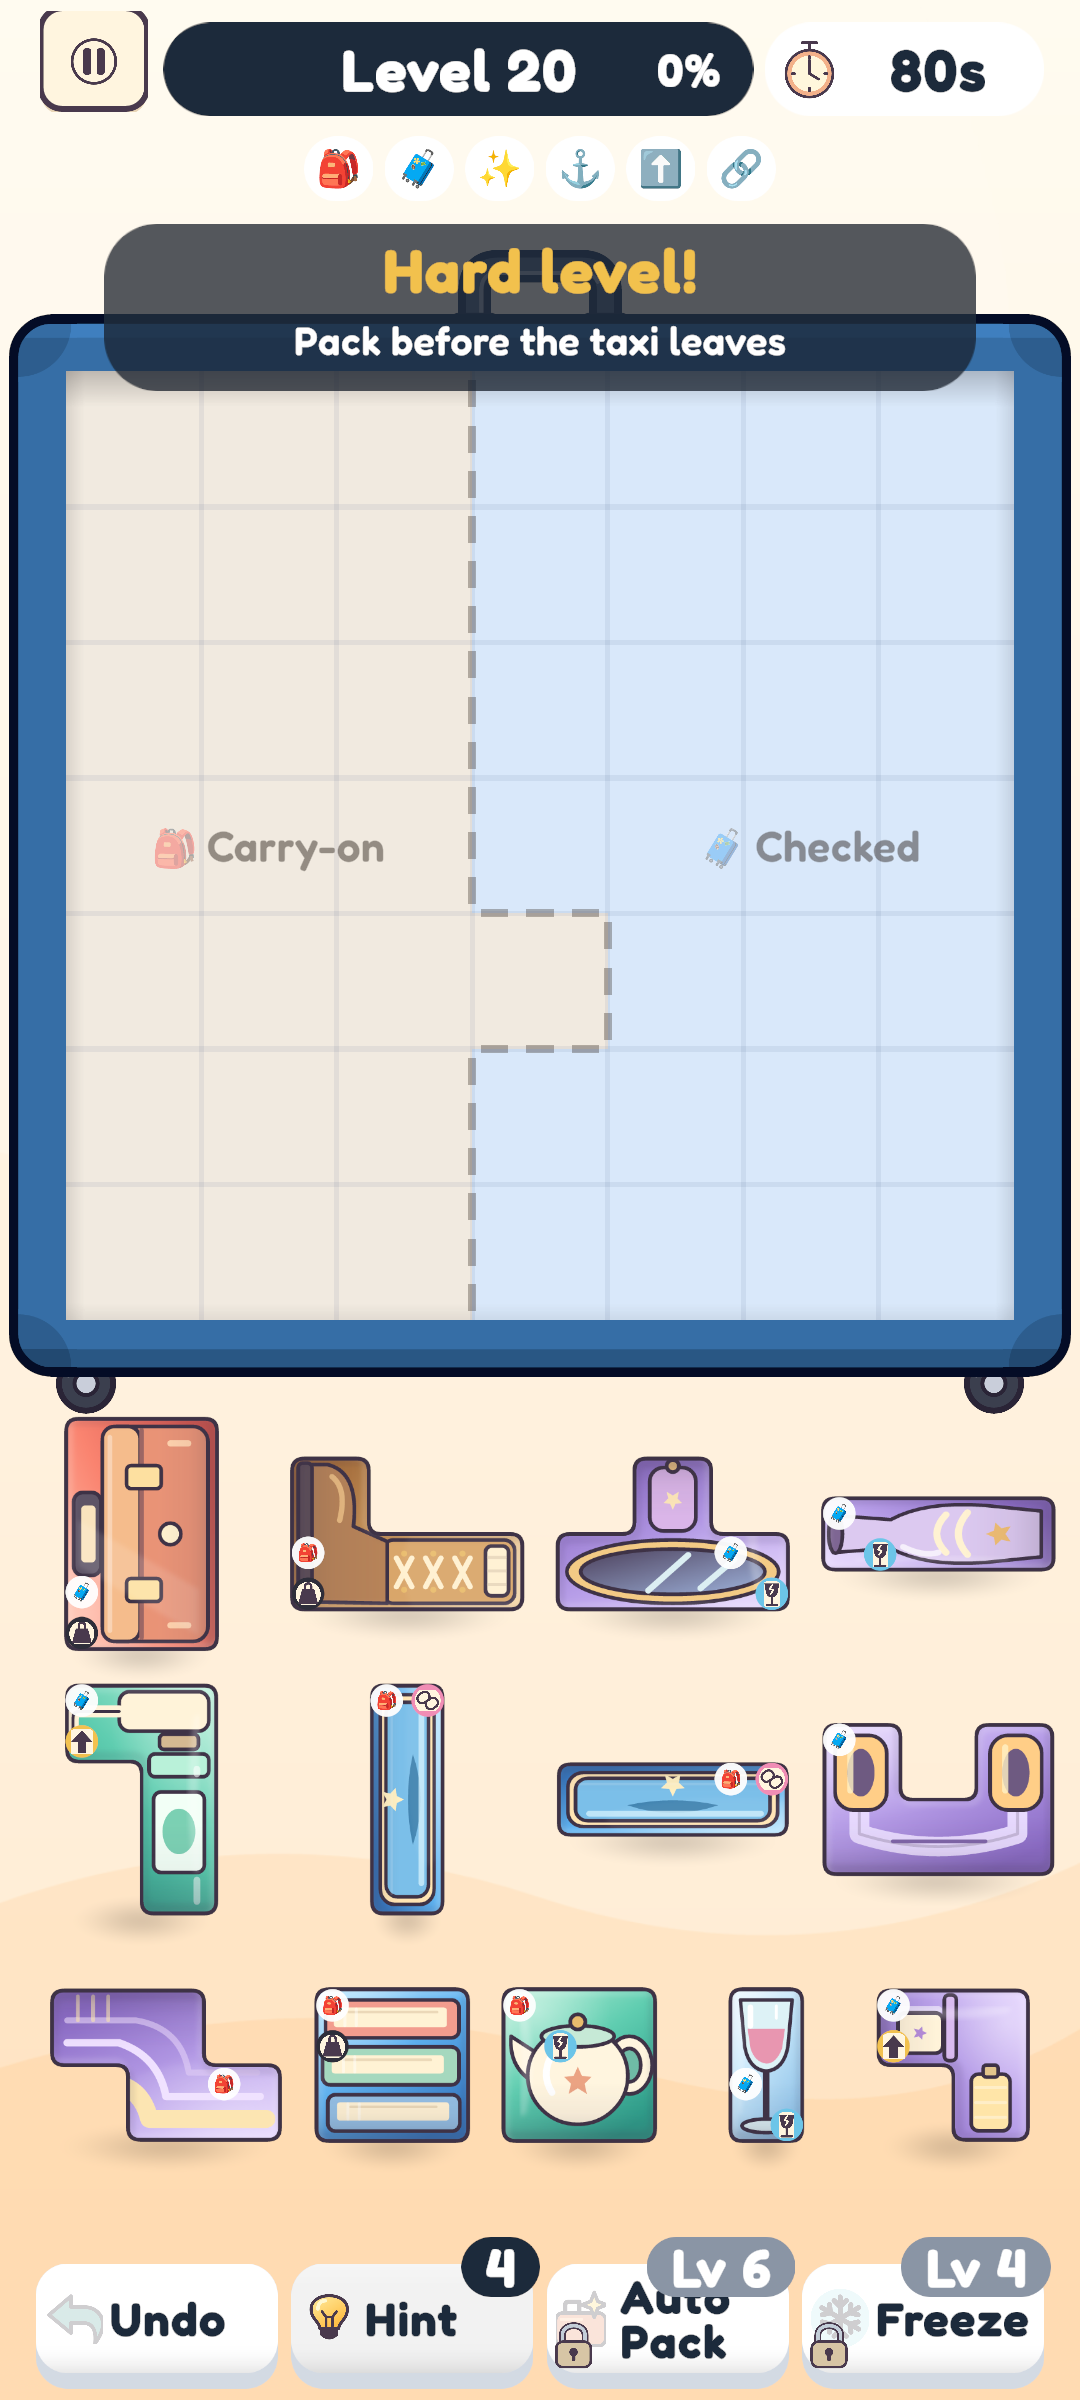 Level 20 0% 80s
Hard level!
Pack before the taxi leaves
Carry-on Checked
4 Lv 6 Lv 4
Undo Hint Auto Pack Freeze